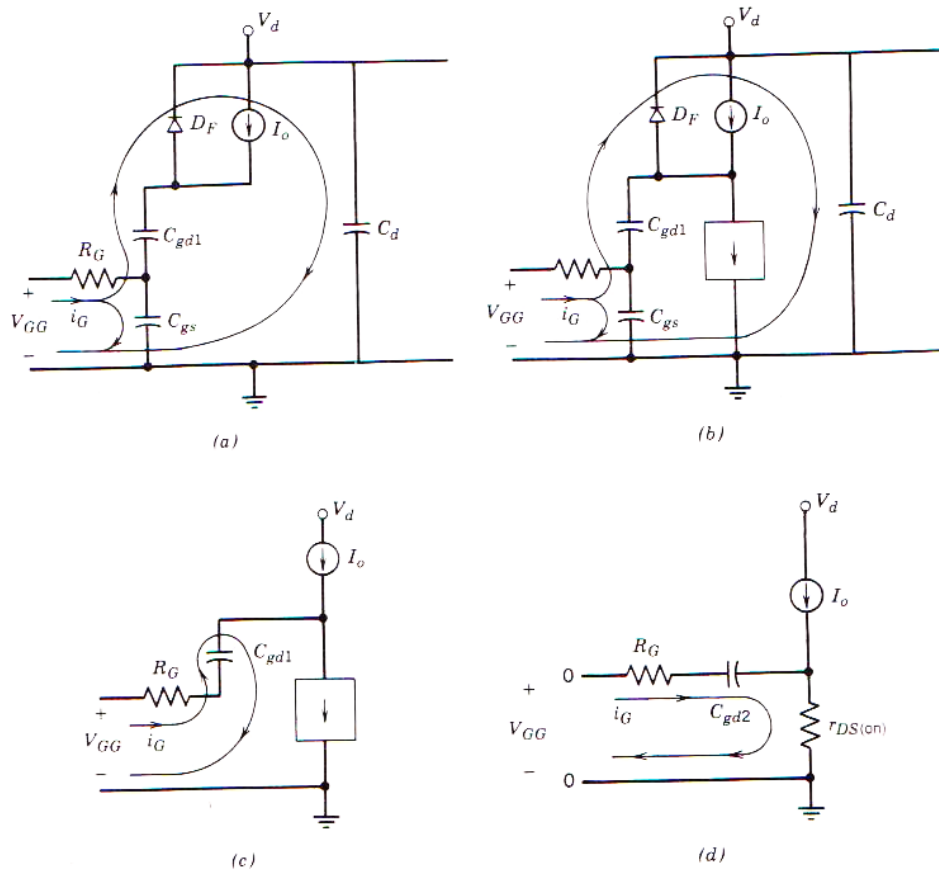 V_d
D_F
I_o
C_gd1
C_d
R_G
+
V_GG
i_G
C_gs
−
(a)
V_d
D_F
I_o
C_gd1
C_d
+
V_GG
i_G
C_gs
−
(b)
V_d
I_o
C_gd1
R_G
+
V_GG
i_G
−
(c)
V_d
I_o
R_G
0
+
i_G
C_gd2
V_GG
r_DS(on)
−
0
(d)